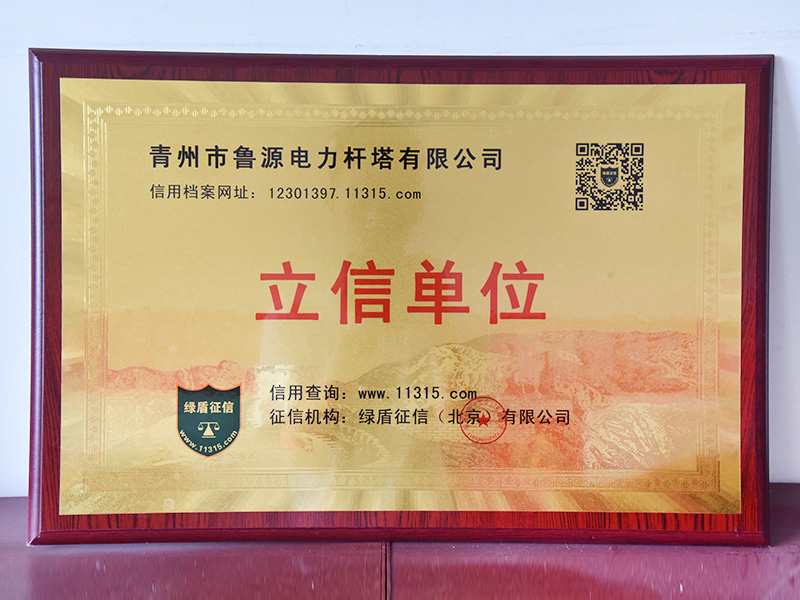 青州市鲁源电力杆塔有限公司
信用档案网址：12301397.11315.com
立信单位
绿盾征信
www.11315.com
信用查询：www.11315.com
征信机构：绿盾征信（北京）有限公司